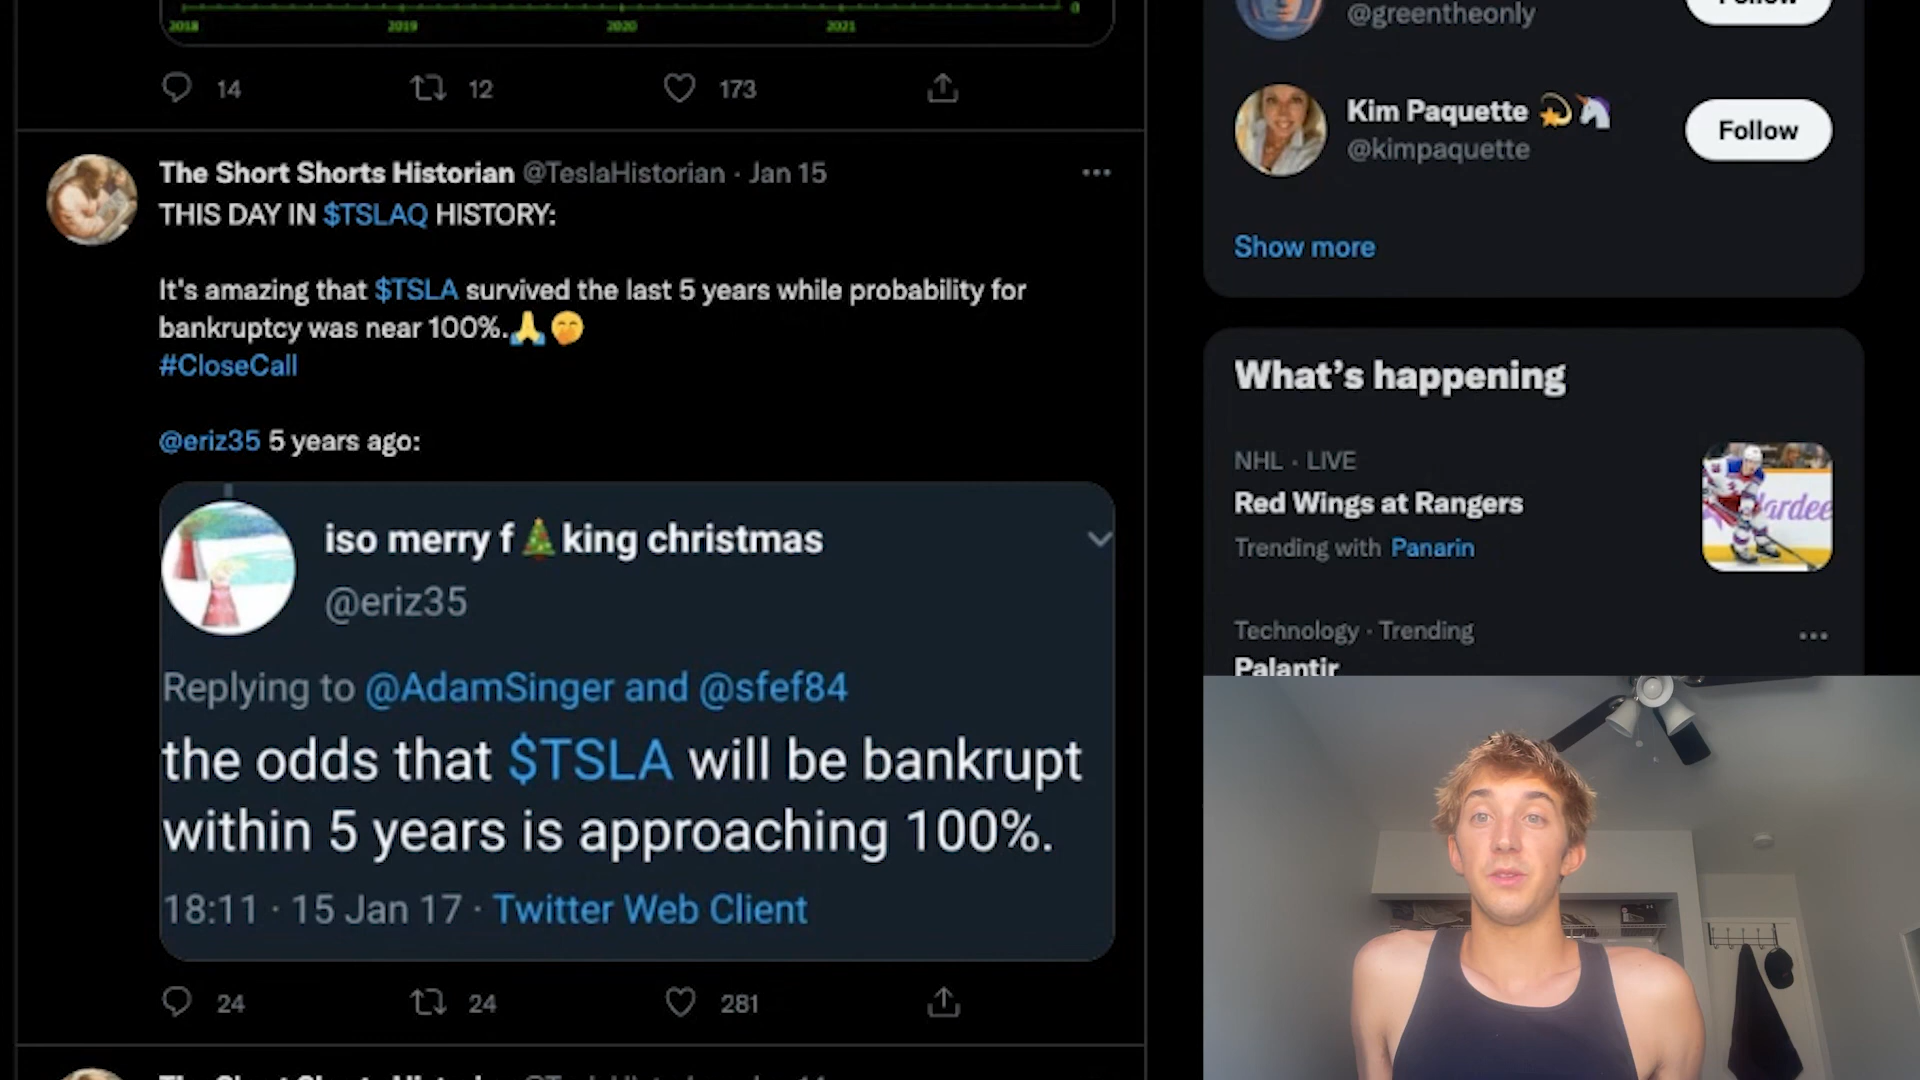 2018 2019 2020 2021 0
14 12 173
The Short Shorts Historian @TeslaHistorian · Jan 15
THIS DAY IN $TSLAQ HISTORY:
It's amazing that $TSLA survived the last 5 years while probability for
bankruptcy was near 100%.🙏🤭
#CloseCall
@eriz35 5 years ago:
iso merry f🎄king christmas
@eriz35
Replying to @AdamSinger and @sfef84
the odds that $TSLA will be bankrupt
within 5 years is approaching 100%.
18:11 · 15 Jan 17 · Twitter Web Client
24 24 281
@greentheonly
Follow
Kim Paquette 💫🦄
@kimpaquette
Follow
Show more
What's happening
NHL · LIVE
Red Wings at Rangers
Trending with Panarin
Technology · Trending
Palantir